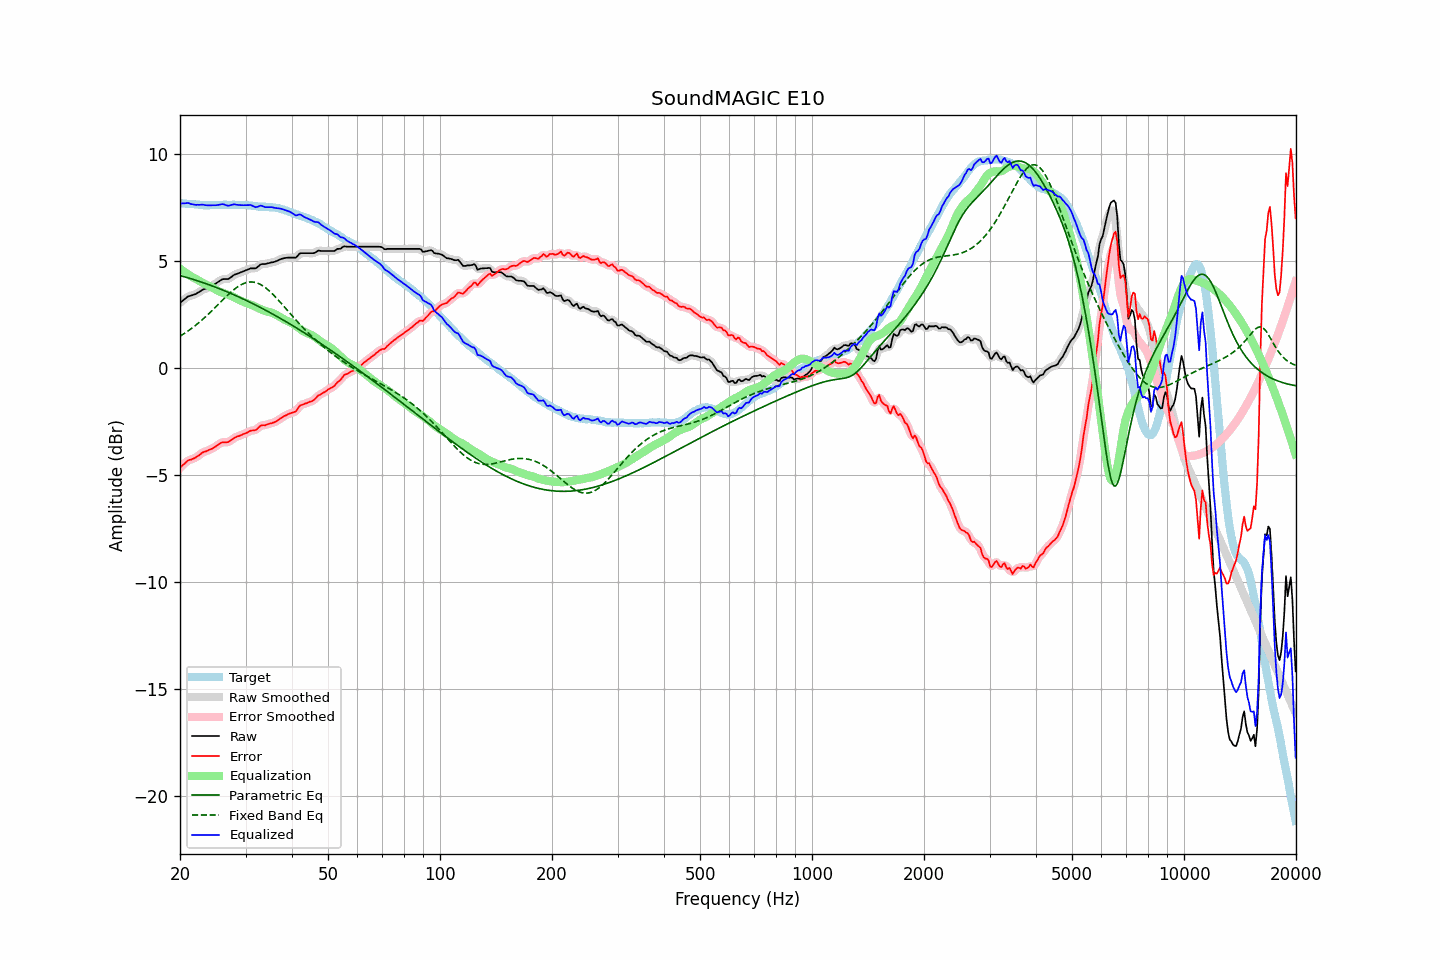 SoundMAGIC E10
Amplitude (dBr)
10
5
0
−5
−10
−15
−20
Target
Raw Smoothed
Error Smoothed
Raw
Error
Equalization
Parametric Eq
Fixed Band Eq
Equalized
20 50 100 200 500 1000 2000 5000 10000 20000
Frequency (Hz)